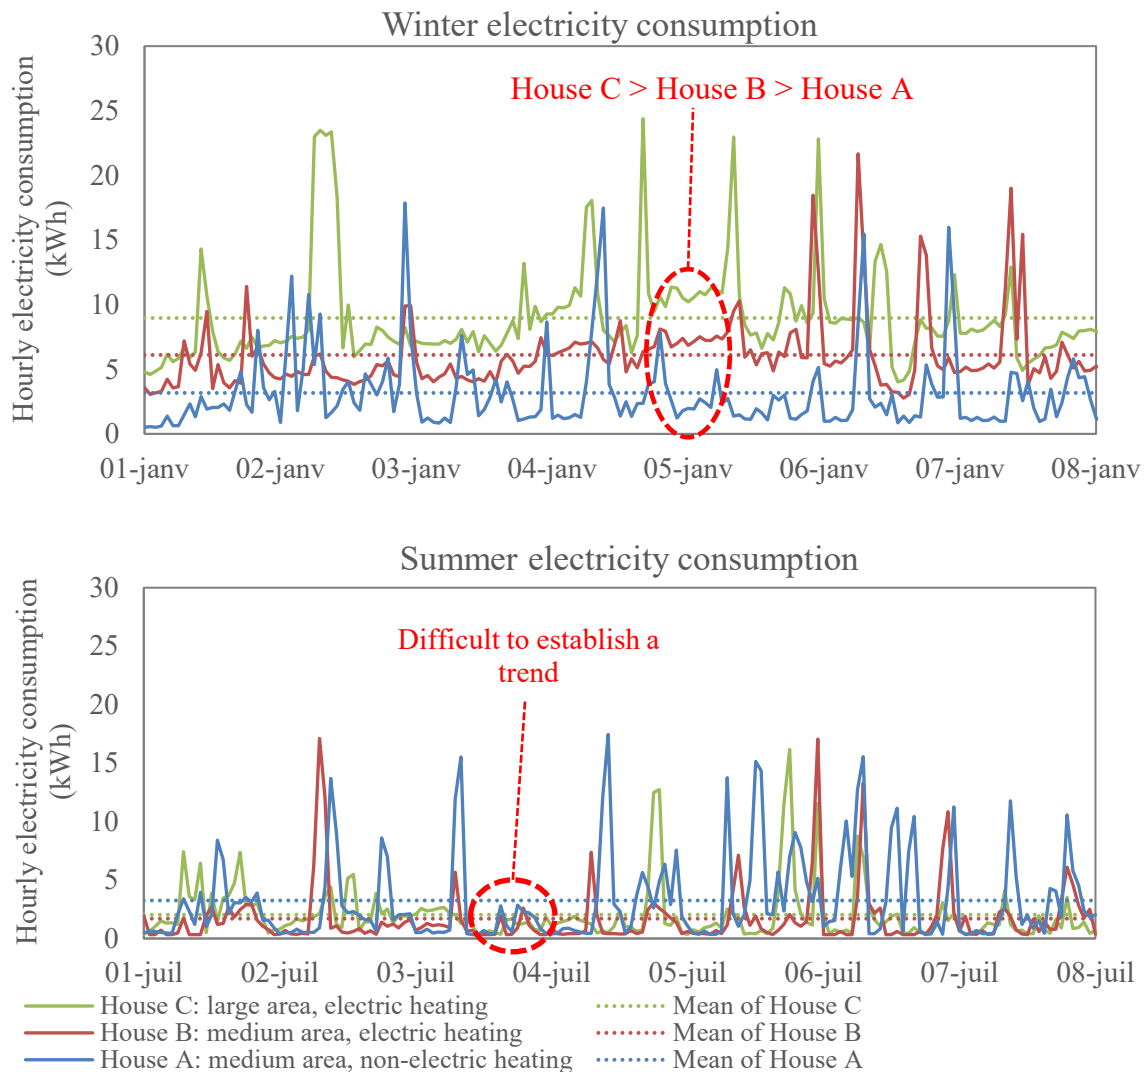 Winter electricity consumption
Hourly electricity consumption
(kWh)
30
25
20
15
10
5
0
House C > House B > House A
01-janv
02-janv
03-janv
04-janv
05-janv
06-janv
07-janv
08-janv
Summer electricity consumption
Hourly electricity consumption
(kWh)
30
25
20
15
10
5
0
Difficult to establish a
trend
01-juil
02-juil
03-juil
04-juil
05-juil
06-juil
07-juil
08-juil
House C: large area, electric heating
Mean of House C
House B: medium area, electric heating
Mean of House B
House A: medium area, non-electric heating
Mean of House A